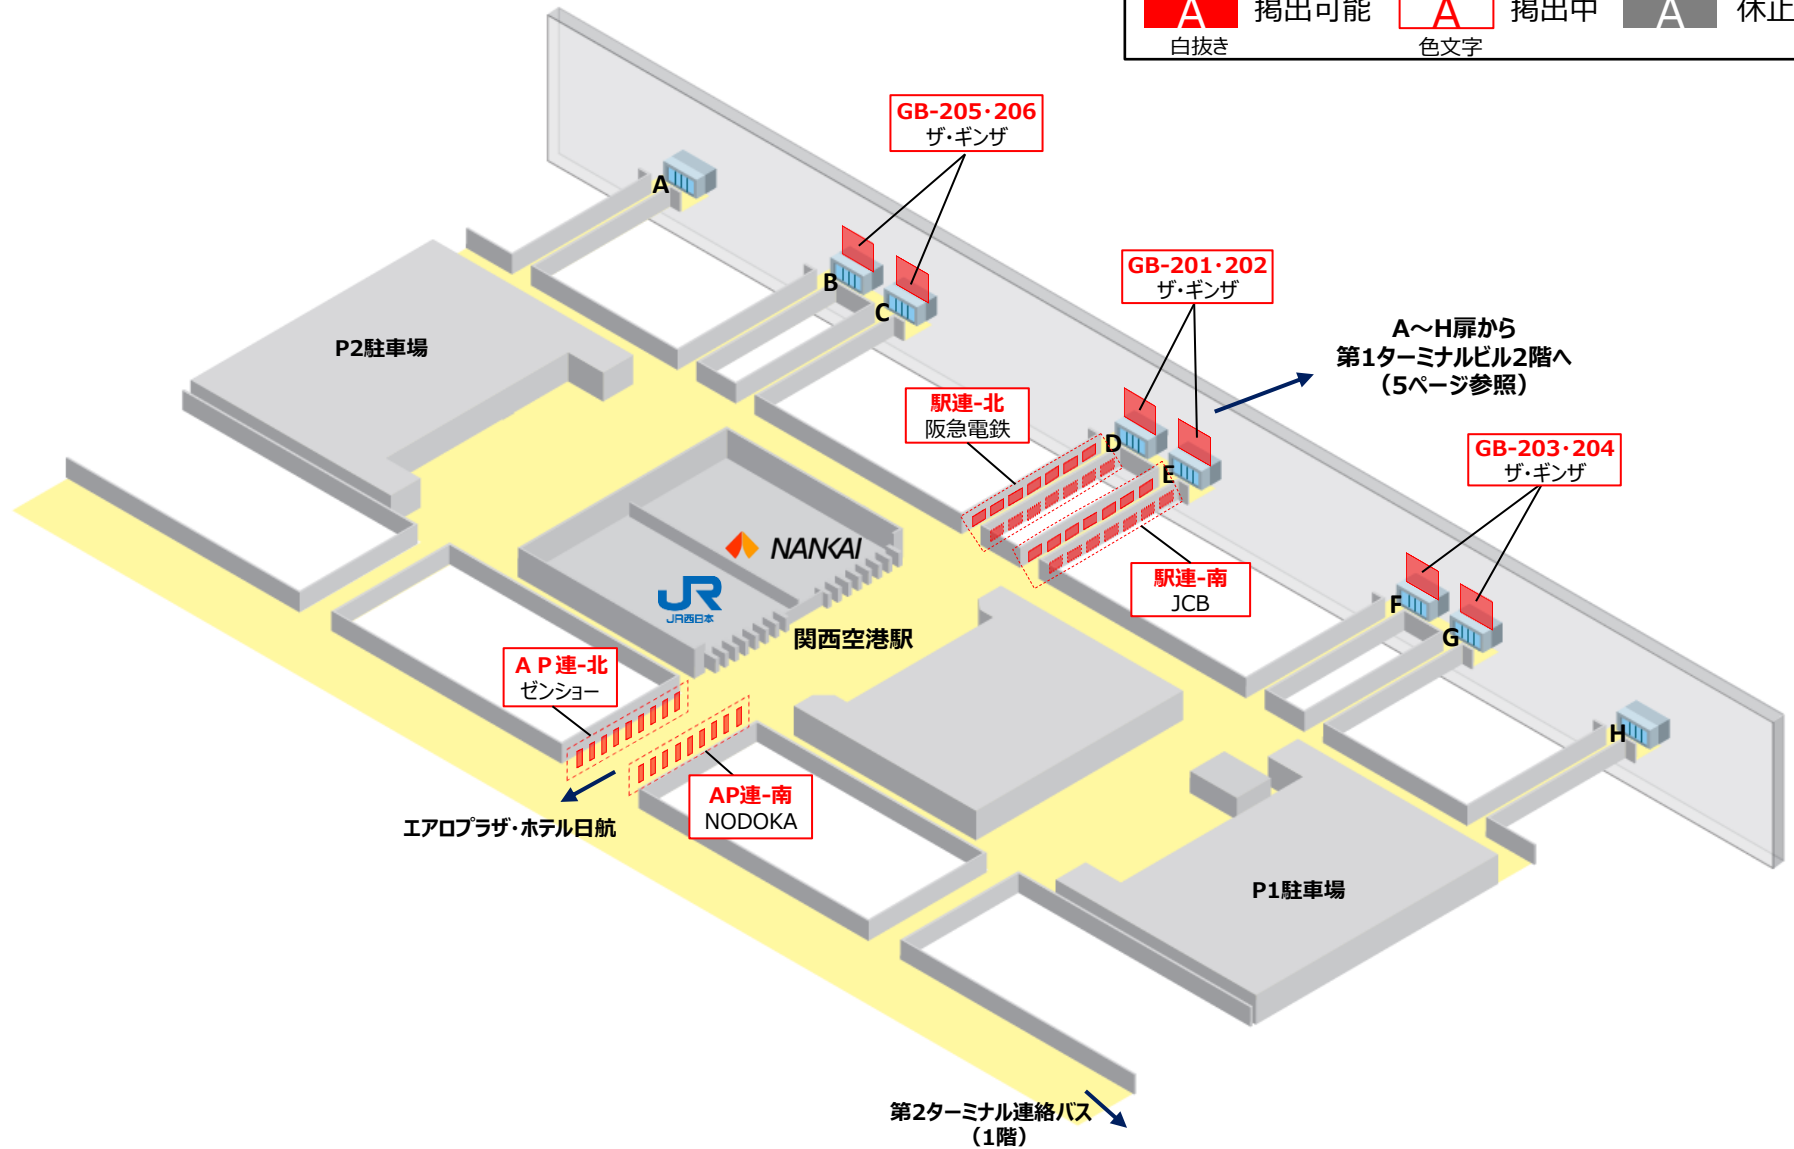 A 掲出可能 A 掲出中 A 休止
白抜き 色文字
GB-205・206
ザ・ギンザ
A
B
C
GB-201・202
ザ・ギンザ
A～H扉から
第1ターミナルビル2階へ
（5ページ参照）
P2駐車場
駅連-北
阪急電鉄
D
E
GB-203・204
ザ・ギンザ
NANKAI
JR
JR西日本
駅連-南
JCB
F
G
関西空港駅
ＡＰ連-北
ゼンショー
H
AP連-南
NODOKA
エアロプラザ・ホテル日航
P1駐車場
第2ターミナル連絡バス
（1階）